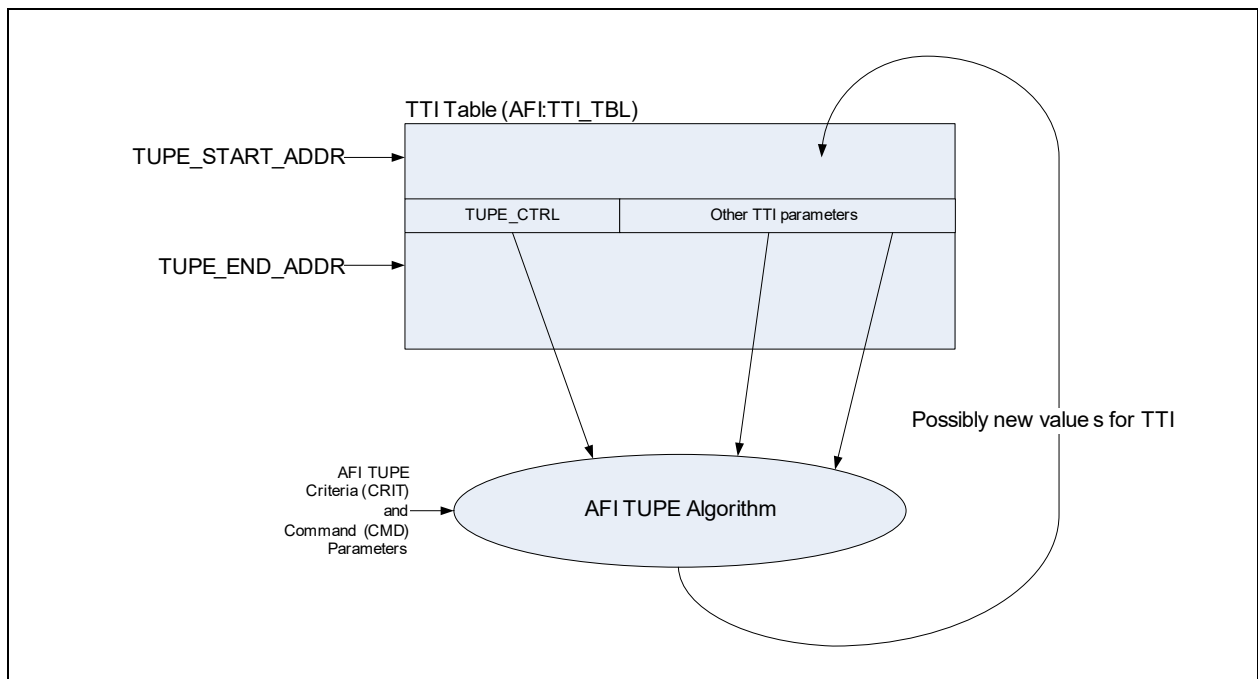 TTI Table (AFI:TTI_TBL)
TUPE_START_ADDR
TUPE_CTRL
Other TTI parameters
TUPE_END_ADDR
Possibly new values for TTI
AFI TUPE
Criteria (CRIT)
and
Command (CMD)
Parameters
AFI TUPE Algorithm